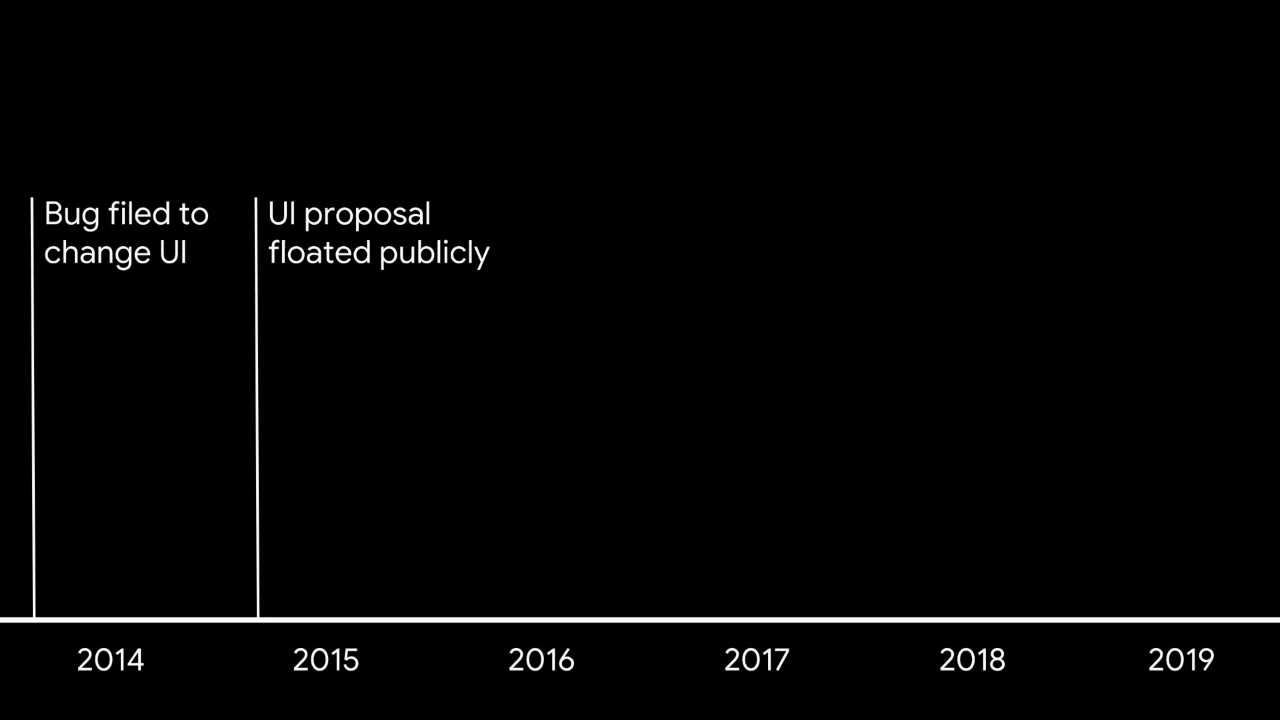 Bug filed to
change UI
UI proposal
floated publicly
2014 2015 2016 2017 2018 2019